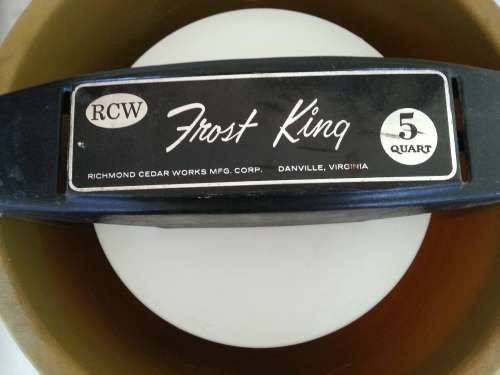 RCW
Frost King
5
QUART
RICHMOND CEDAR WORKS MFG. CORP. DANVILLE, VIRGINIA